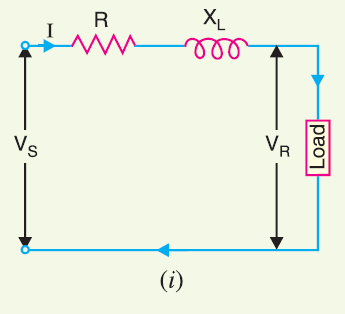 I R X_L
V_S V_R Load
(i)